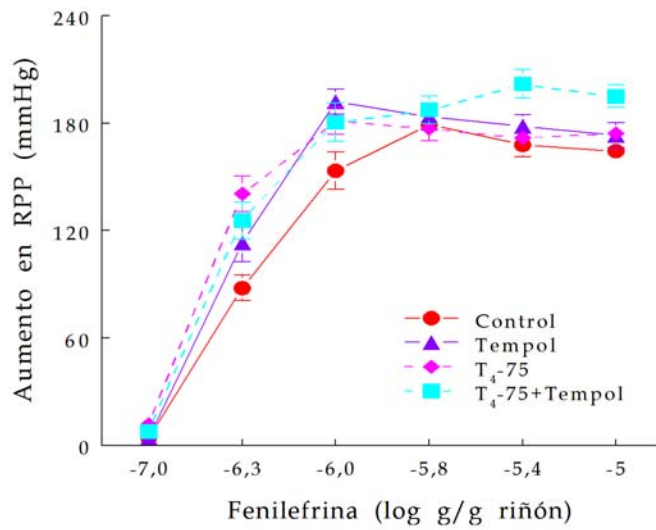 Aumento en RPP (mmHg)
240
180
120
60
0
Control
Tempol
T₄-75
T₄-75+Tempol
-7,0 -6,3 -6,0 -5,8 -5,4 -5
Fenilefrina (log g/g riñón)